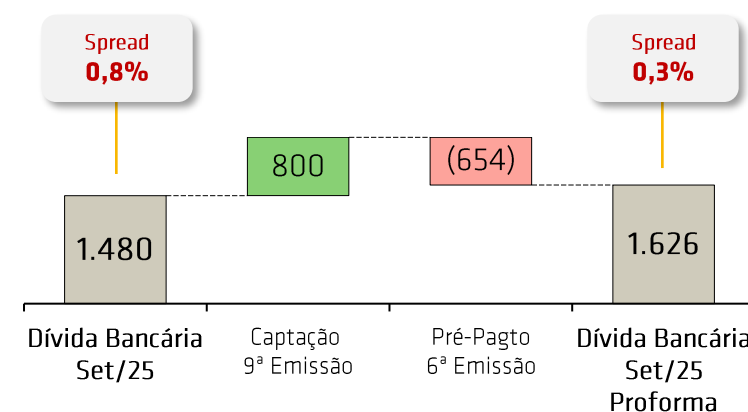 Spread
0,8%
Spread
0,3%
800
(654)
1.480
1.626
Dívida Bancária
Set/25
Captação
9ª Emissão
Pré-Pagto
6ª Emissão
Dívida Bancária
Set/25
Proforma